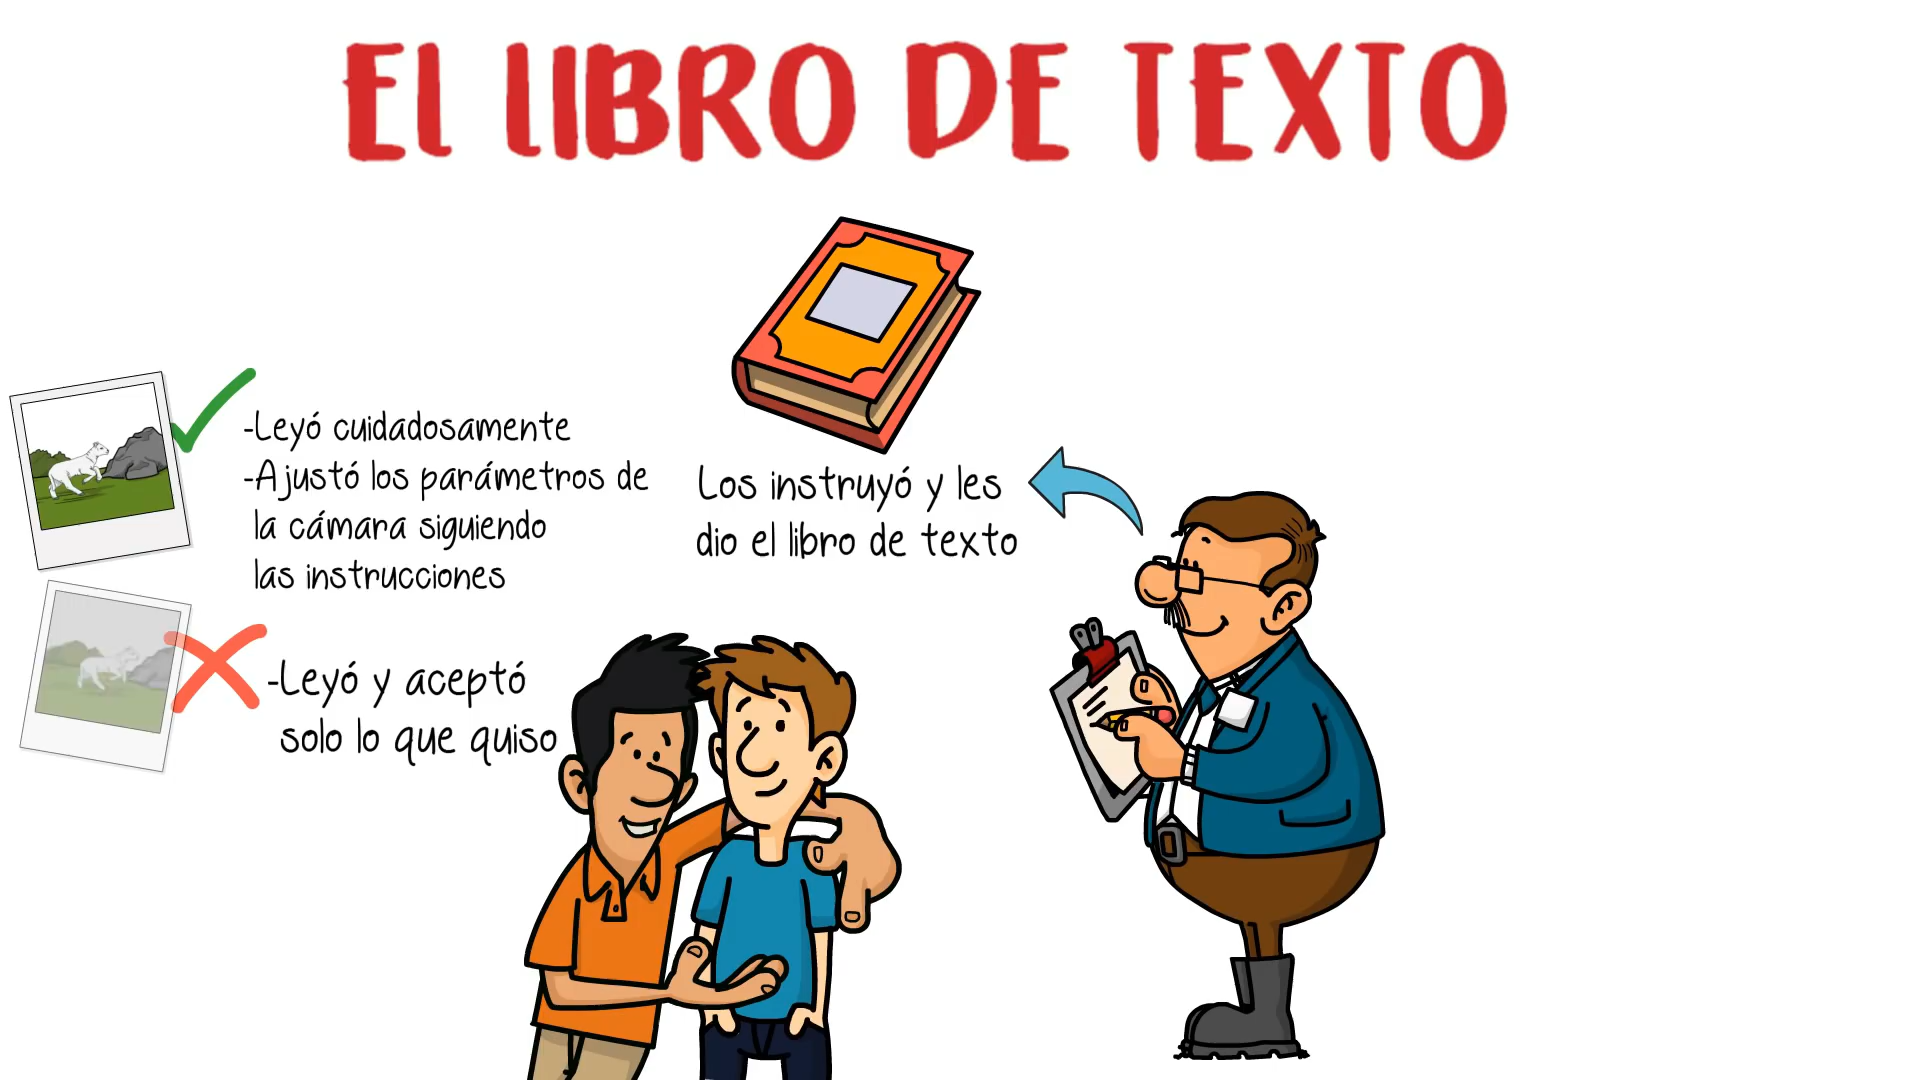 El LIBRO DE TEXTO
-Leyó cuidadosamente
-Ajustó los parámetros de
la cámara siguiendo
las instrucciones
Los instruyó y les
dio el libro de texto
-Leyó y aceptó
solo lo que quiso